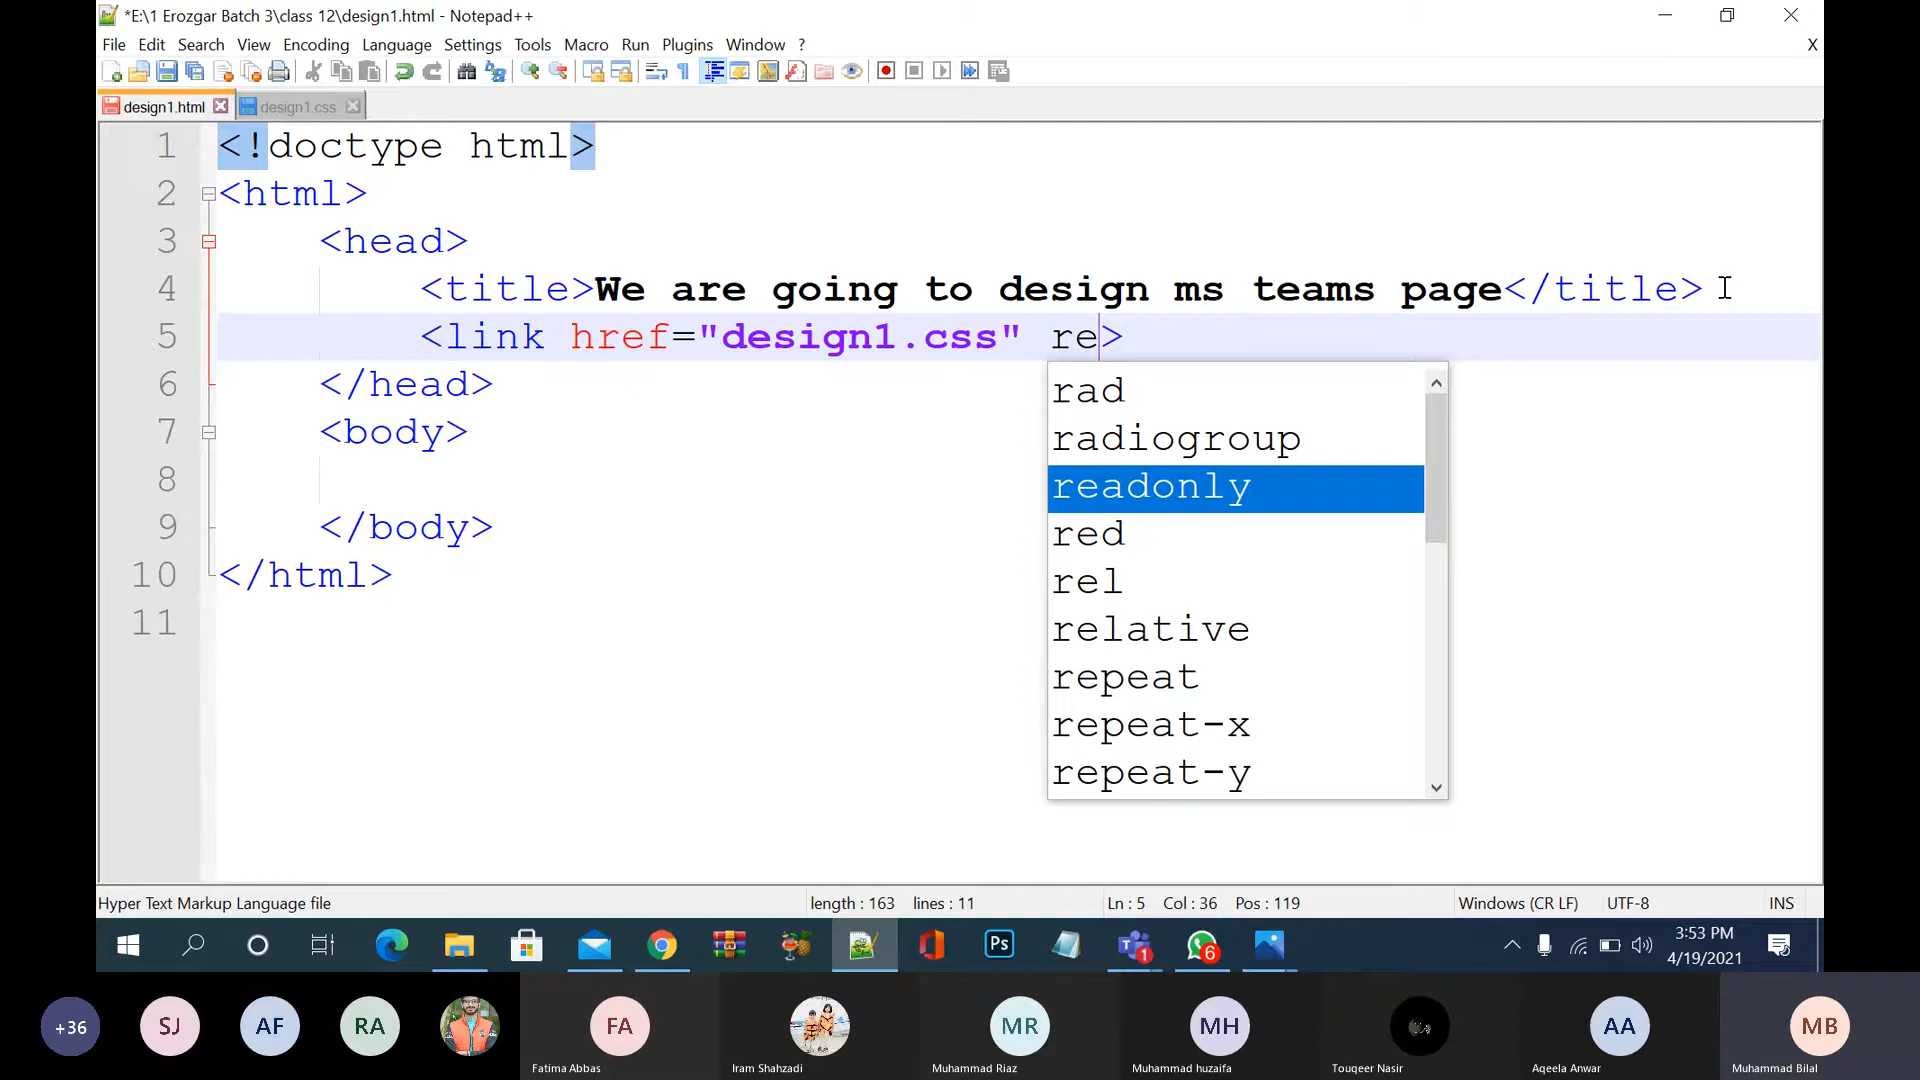 *E:\1 Erozgar Batch 3\class 12\design1.html - Notepad++
File Edit Search View Encoding Language Settings Tools Macro Run Plugins Window ? X
design1.html design1.css
1 <!doctype html>
2 <html>
3 <head>
4 <title>We are going to design ms teams page</title>
5 <link href="design1.css" re>
6 </head>
7 <body>
8
9 </body>
10 </html>
11
rad
radiogroup
readonly
red
rel
relative
repeat
repeat-x
repeat-y
Hyper Text Markup Language file length : 163 lines : 11 Ln : 5 Col : 36 Pos : 119 Windows (CR LF) UTF-8 INS
Ps 1 6 3:53 PM
4/19/2021
+36 SJ AF RA FA MR MH AA MB
Fatima Abbas Iram Shahzadi Muhammad Riaz Muhammad huzaifa Touqeer Nasir Aqeela Anwar Muhammad Bilal